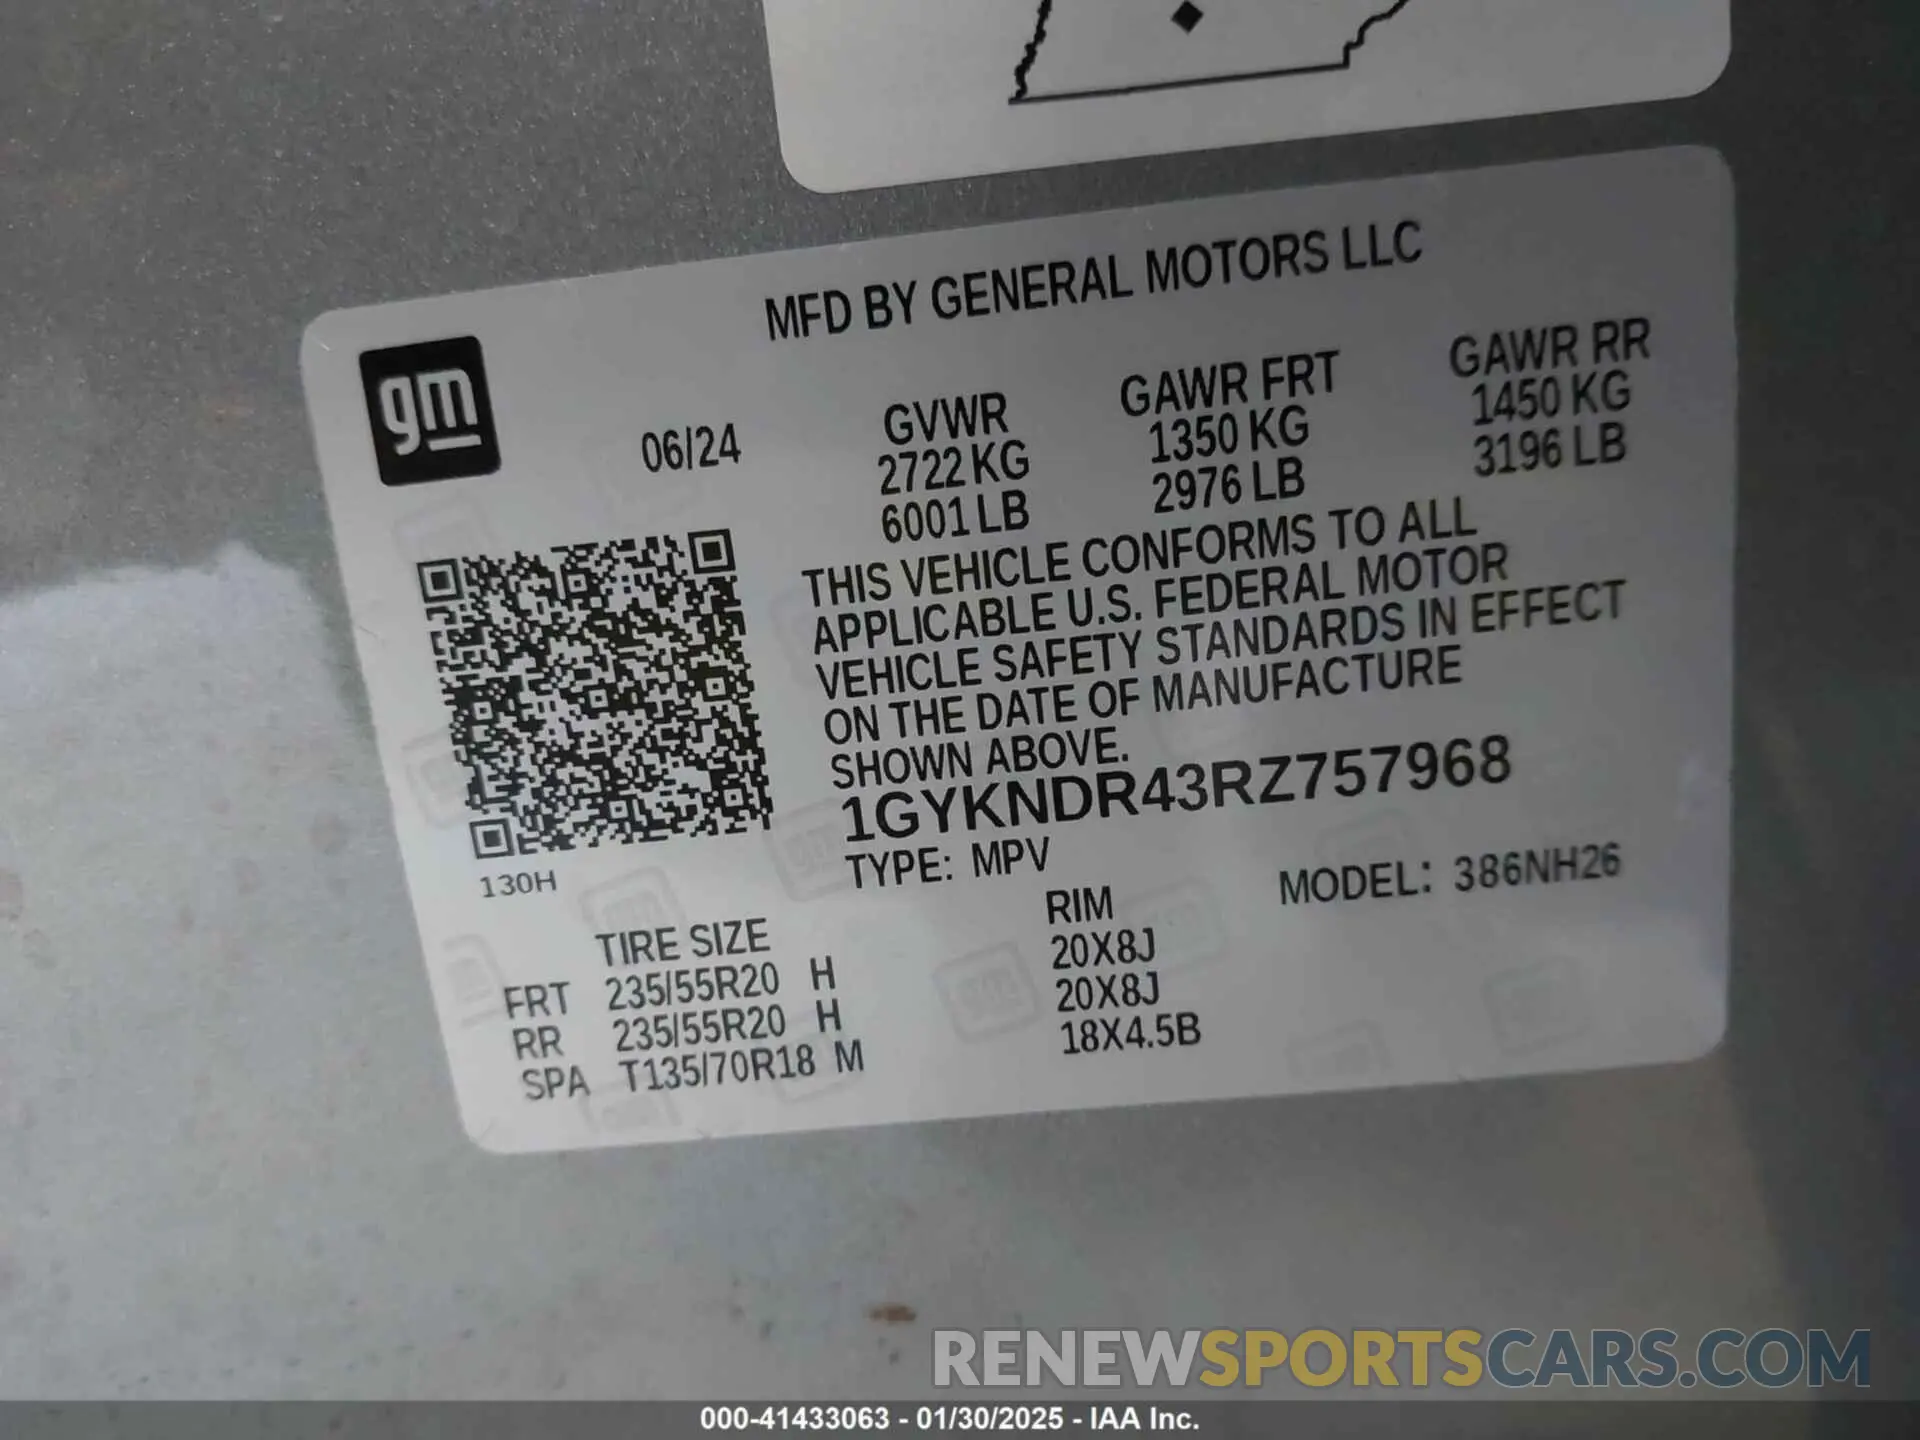 MFD BY GENERAL MOTORS LLC
gm
06/24
GVWR
2722 KG
6001 LB
GAWR FRT
1350 KG
2976 LB
GAWR RR
1450 KG
3196 LB
THIS VEHICLE CONFORMS TO ALL
APPLICABLE U.S. FEDERAL MOTOR
VEHICLE SAFETY STANDARDS IN EFFECT
ON THE DATE OF MANUFACTURE
SHOWN ABOVE.
1GYKNDR43RZ757968
TYPE: MPV
MODEL: 386NH26
130H
TIRE SIZE RIM
FRT 235/55R20 H 20X8J
RR 235/55R20 H 20X8J
SPA T135/70R18 M 18X4.5B
RENEWSPORTSCARS.COM
000-41433063 - 01/30/2025 - IAA Inc.